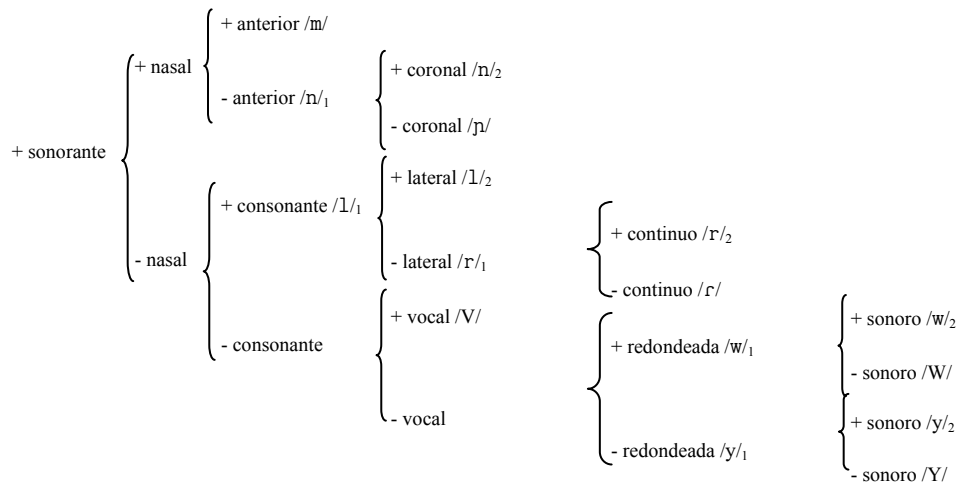 + anterior /m/
+ nasal
+ coronal /n/₂
- anterior /n/₁
- coronal /ɲ/
+ sonorante
+ lateral /l/₂
+ consonante /l/₁
+ continuo /r/₂
- nasal
- lateral /r/₁
- continuo /ɾ/
+ vocal /V/
+ sonoro /w/₂
- consonante
+ redondeada /w/₁
- sonoro /W/
- vocal
+ sonoro /y/₂
- redondeada /y/₁
- sonoro /Y/